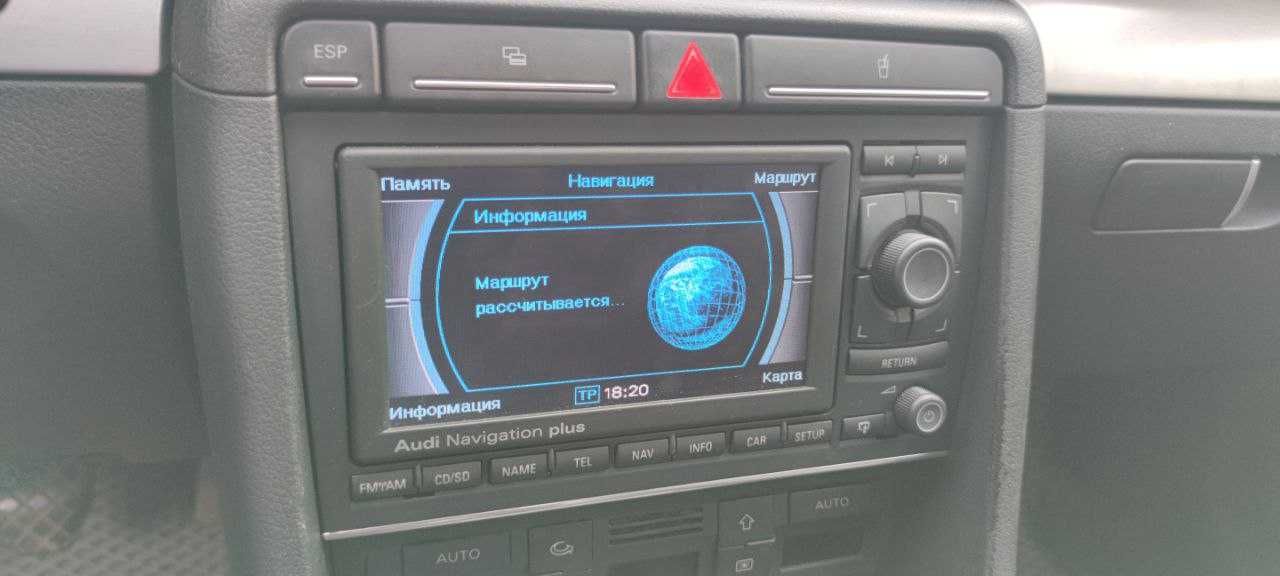 ESP
Память Навигация Маршрут
Информация
Маршрут
рассчитывается...
Информация TP 18:20 Карта
Audi Navigation plus
RETURN
FM/AM CD/SD NAME TEL NAV INFO CAR SETUP
AUTO AUTO